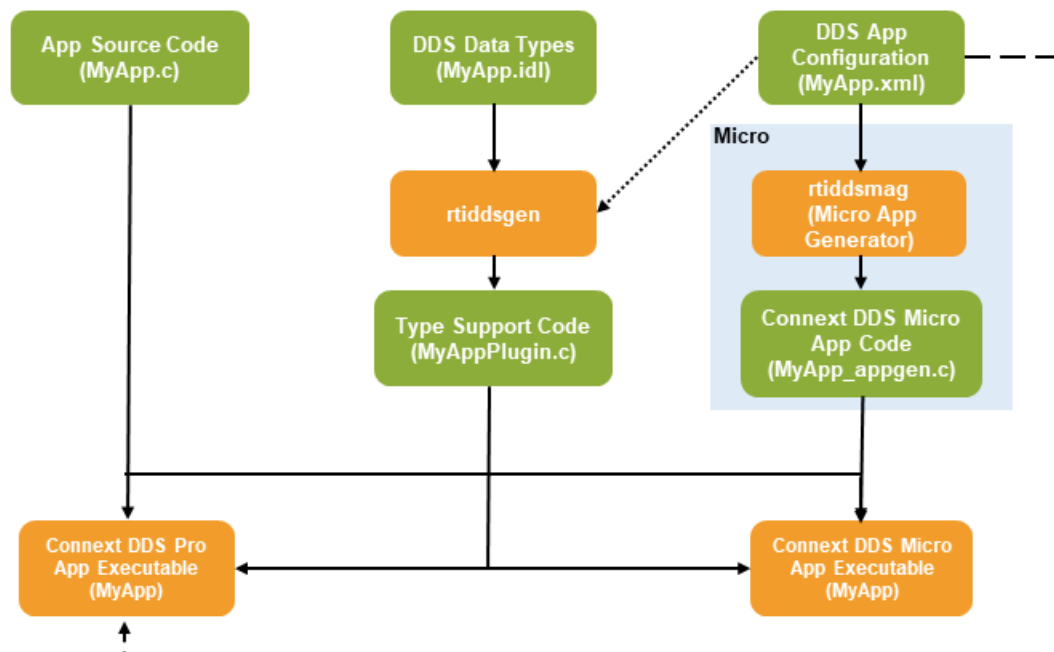 App Source Code
(MyApp.c)
DDS Data Types
(MyApp.idl)
DDS App
Configuration
(MyApp.xml)
Micro
rtiddsgen
rtiddsmag
(Micro App
Generator)
Type Support Code
(MyAppPlugin.c)
Connext DDS Micro
App Code
(MyApp_appgen.c)
Connext DDS Pro
App Executable
(MyApp)
Connext DDS Micro
App Executable
(MyApp)